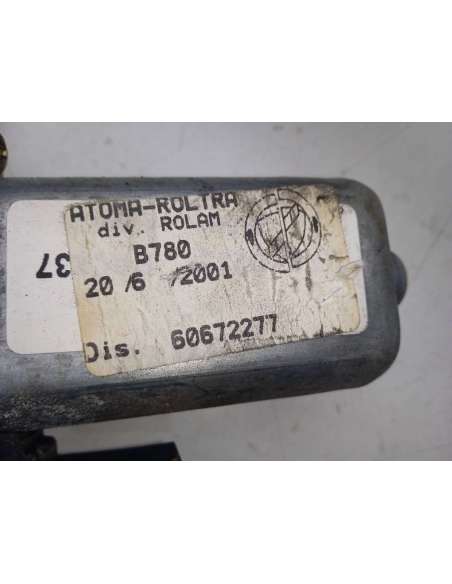 ATOMA-ROLTRA
div. ROLAM
B780
20 /6 /2001
Dis. 60672277
37